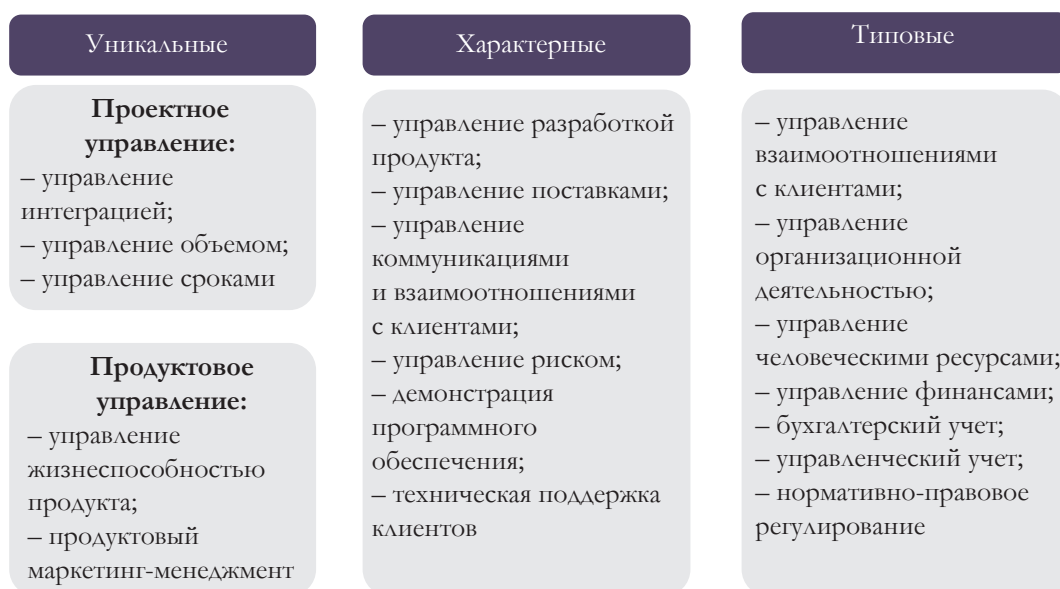 Уникальные
Проектное
управление:
– управление
интеграцией;
– управление объемом;
– управление сроками
Продуктовое
управление:
– управление
жизнеспособностью
продукта;
– продуктовый
маркетинг-менеджмент
Характерные
– управление разработкой
продукта;
– управление поставками;
– управление
коммуникациями
и взаимоотношениями
с клиентами;
– управление риском;
– демонстрация
программного
обеспечения;
– техническая поддержка
клиентов
Типовые
– управление
взаимоотношениями
с клиентами;
– управление
организационной
деятельностью;
– управление
человеческими ресурсами;
– управление финансами;
– бухгалтерский учет;
– управленческий учет;
– нормативно-правовое
регулирование